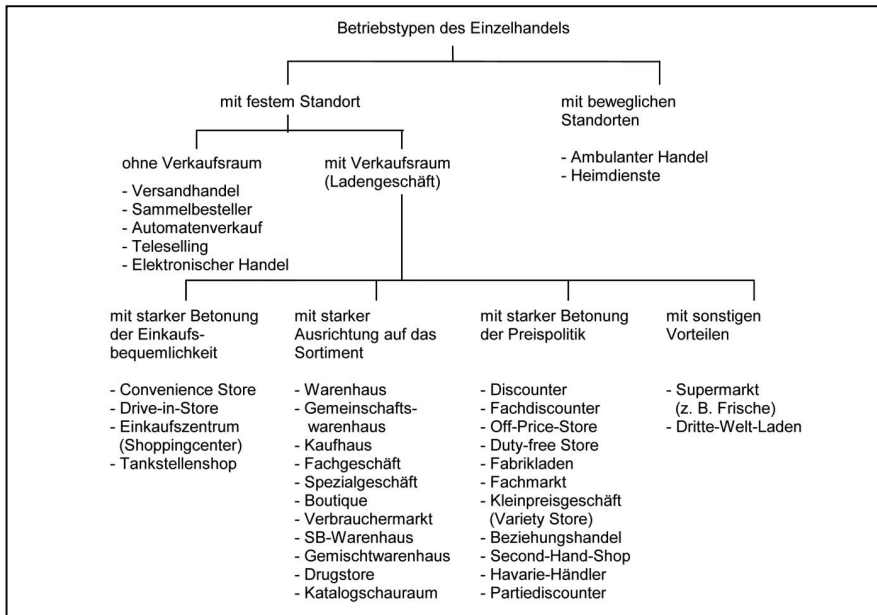 Betriebstypen des Einzelhandels
mit festem Standort
mit beweglichen
Standorten
- Ambulanter Handel
- Heimdienste
ohne Verkaufsraum
- Versandhandel
- Sammelbesteller
- Automatenverkauf
- Teleselling
- Elektronischer Handel
mit Verkaufsraum
(Ladengeschäft)
mit starker Betonung
der Einkaufs-
bequemlichkeit
- Convenience Store
- Drive-in-Store
- Einkaufszentrum
(Shoppingcenter)
- Tankstellenshop
mit starker
Ausrichtung auf das
Sortiment
- Warenhaus
- Gemeinschafts-
warenhaus
- Kaufhaus
- Fachgeschäft
- Spezialgeschäft
- Boutique
- Verbrauchermarkt
- SB-Warenhaus
- Gemischtwarenhaus
- Drugstore
- Katalogschauraum
mit starker Betonung
der Preispolitik
- Discounter
- Fachdiscounter
- Off-Price-Store
- Duty-free Store
- Fabrikladen
- Fachmarkt
- Kleinpreisgeschäft
(Variety Store)
- Beziehungshandel
- Second-Hand-Shop
- Havarie-Händler
- Partiediscounter
mit sonstigen
Vorteilen
- Supermarkt
(z. B. Frische)
- Dritte-Welt-Laden